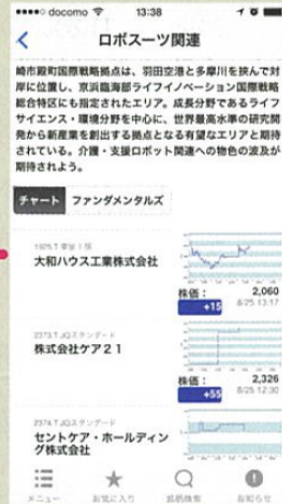 docomo
13:38
ロボスーツ関連
崎市殿町国際戦略拠点は、羽田空港と多摩川を挟んで対
岸に位置し、京浜臨海部ライフイノベーション国際戦略
総合特区にも指定されたエリア。成長分野であるライフ
サイエンス・環境分野を中心に、世界最高水準の研究開
発から新産業を創出する拠点となる有望なエリアと期待
されている。介護・支援ロボット関連への物色の波及が
期待されよう。
チャート ファンダメンタルズ
1925.T 東証1部
大和ハウス工業株式会社
株価: 2,060
+15 8/25 13:17
2373.T JQスタンダード
株式会社ケア21
株価: 2,326
+55 8/25 12:30
2374.T JQスタンダード
セントケア・ホールディン
グ株式会社
メニュー お気に入り 銘柄検索 お知らせ